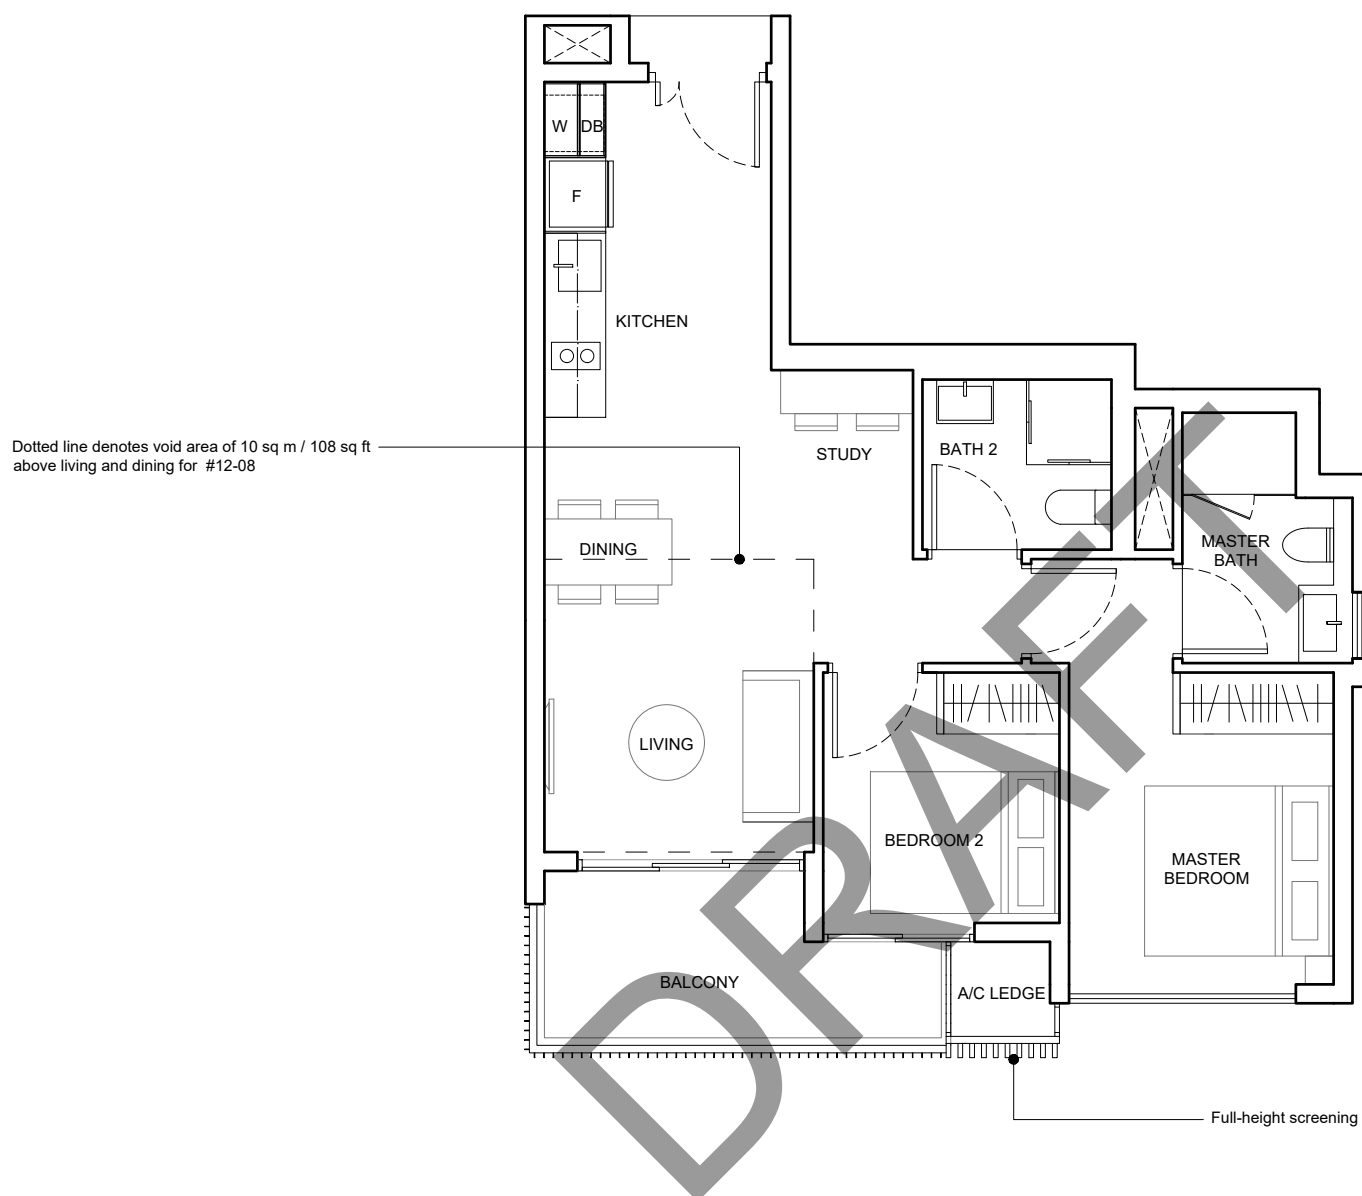 W
DB
F
KITCHEN
Dotted line denotes void area of 10 sq m / 108 sq ft
above living and dining for #12-08
STUDY
BATH 2
DINING
MASTER
BATH
LIVING
BEDROOM 2
MASTER
BEDROOM
BALCONY
A/C LEDGE
Full-height screening
DRAFT